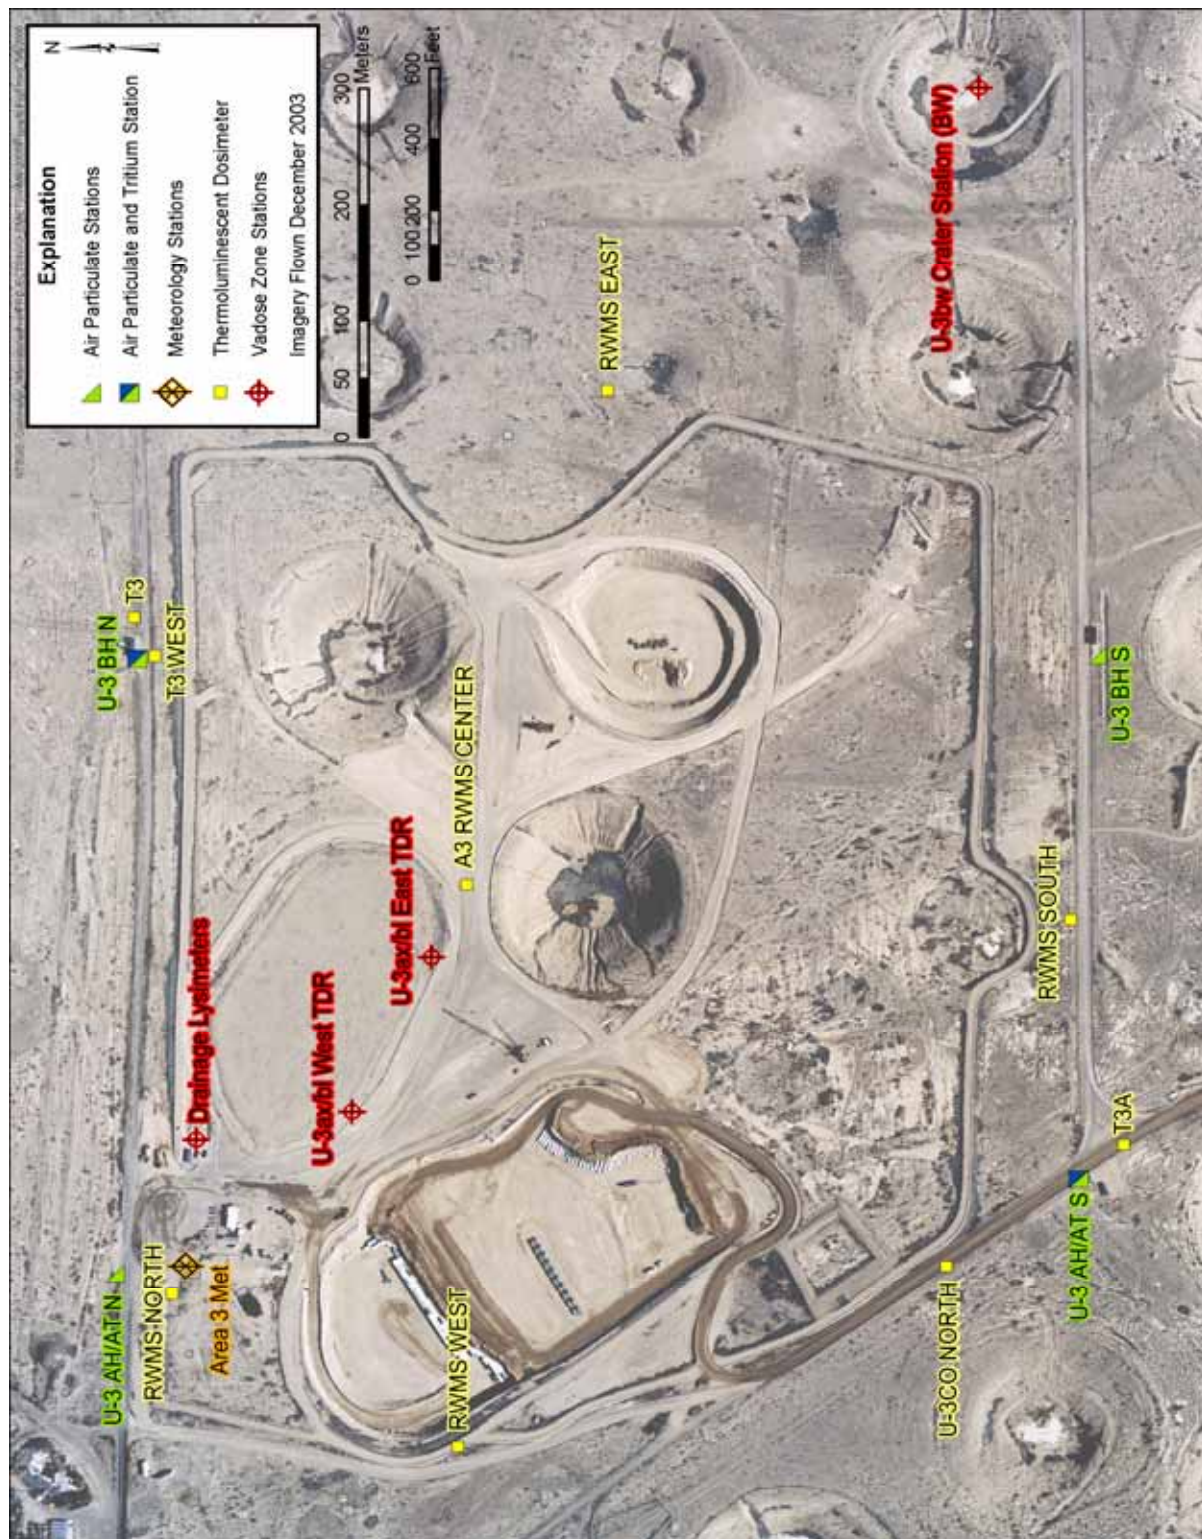 Explanation
Air Particulate Stations
Air Particulate and Tritium Station
Meteorology Stations
Thermoluminescent Dosimeter
Vadose Zone Stations
Imagery Flown December 2003
N
0 50 100 200 300
Meters
0 100 200 400 600
Feet
U-3 AH/AT N
RWMS NORTH
Area 3 Met
Drainage Lysimeters
U-3 BH N
T3
T3 WEST
U-3ax/bl West TDR
U-3ax/bl East TDR
RWMS WEST
A3 RWMS CENTER
RWMS EAST
U-3bw Crater Station (BW)
U-3CO NORTH
RWMS SOUTH
U-3 AH/AT S
T3A
U-3 BH S